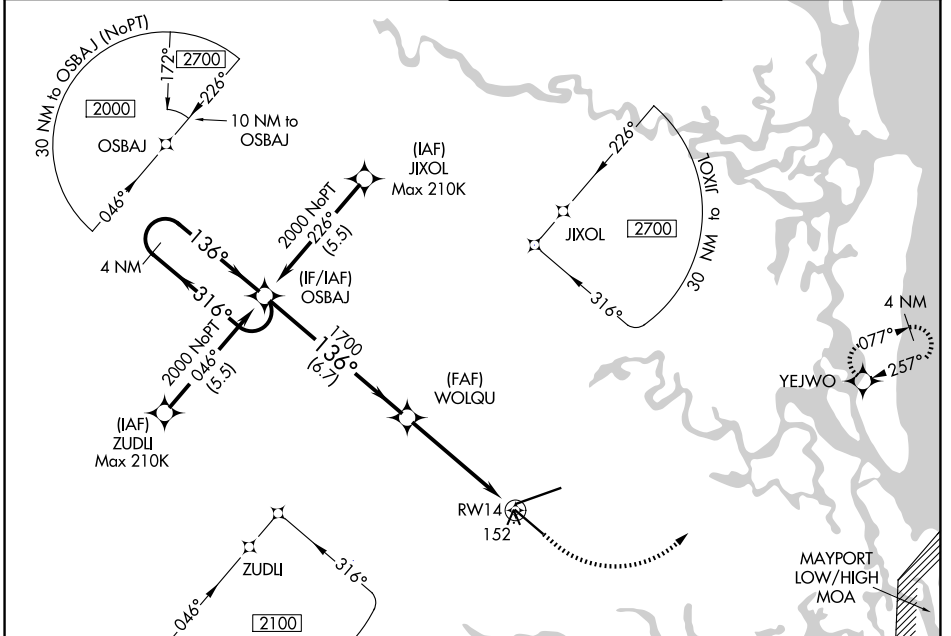 30 NM to OSBAJ (NoPT)
172°
2700
226°
2000
10 NM to
OSBAJ
OSBAJ
046°
(IAF)
JIXOL
Max 210K
2000 NoPT
226°
(5.5)
226°
JIXOL
2700
30 NM to JIXOL
316°
136°
4 NM
316°
(IF/IAF)
OSBAJ
2000 NoPT
046°
(5.5)
1700
136°
(6.7)
(FAF)
WOLQU
4 NM
077°
257°
YEJWO
(IAF)
ZUDLI
Max 210K
RW14
152
ZUDLI
046°
316°
2100
MAYPORT
LOW/HIGH
MOA